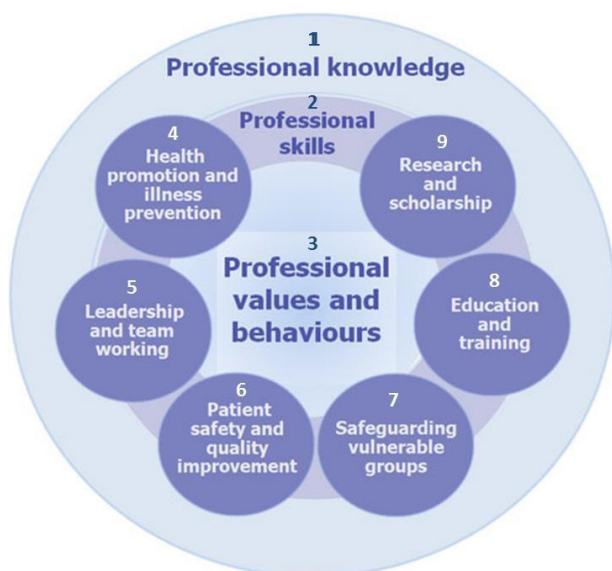 1
Professional knowledge
2
Professional
skills
3
Professional
values and
behaviours
4
Health
promotion and
illness
prevention
5
Leadership
and team
working
6
Patient
safety and
quality
improvement
7
Safeguarding
vulnerable
groups
8
Education
and
training
9
Research
and
scholarship